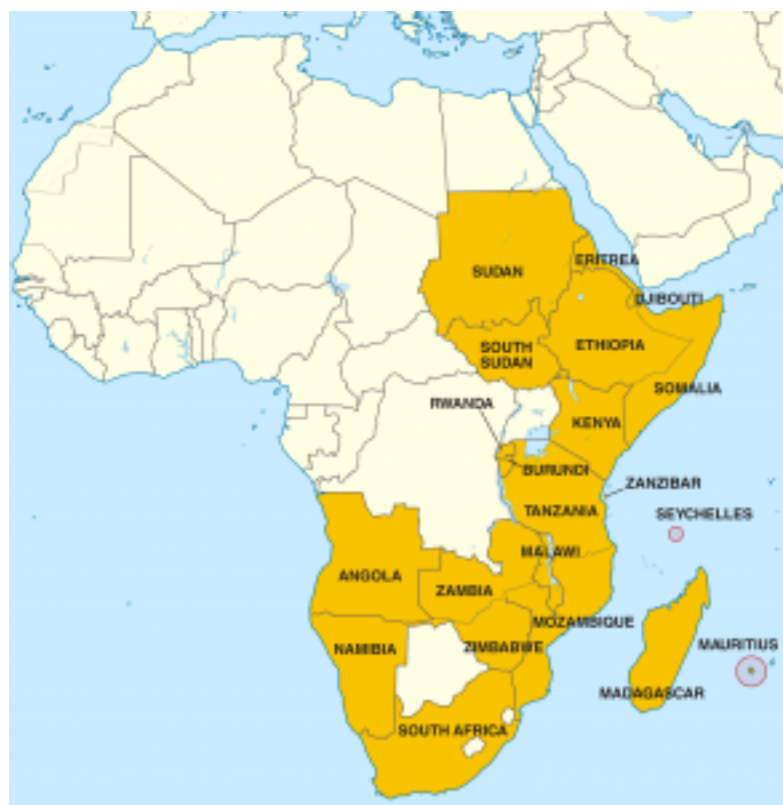 SUDAN
ERITREA
DJIBOUTI
SOUTH
SUDAN
ETHIOPIA
SOMALIA
RWANDA
KENYA
BURUNDI
ZANZIBAR
TANZANIA
SEYCHELLES
MALAWI
ANGOLA
ZAMBIA
MOZAMBIQUE
NAMIBIA
ZIMBABWE
MAURITIUS
MADAGASCAR
SOUTH AFRICA